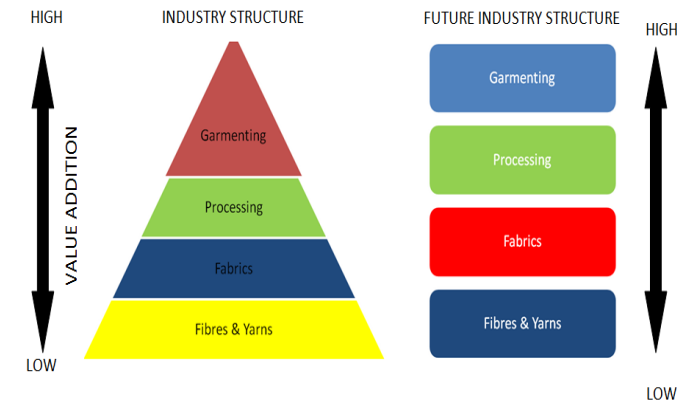 HIGH
INDUSTRY STRUCTURE
FUTURE INDUSTRY STRUCTURE
HIGH
VALUE ADDITION
Garmenting
Processing
Fabrics
Fibres & Yarns
Garmenting
Processing
Fabrics
Fibres & Yarns
LOW
LOW